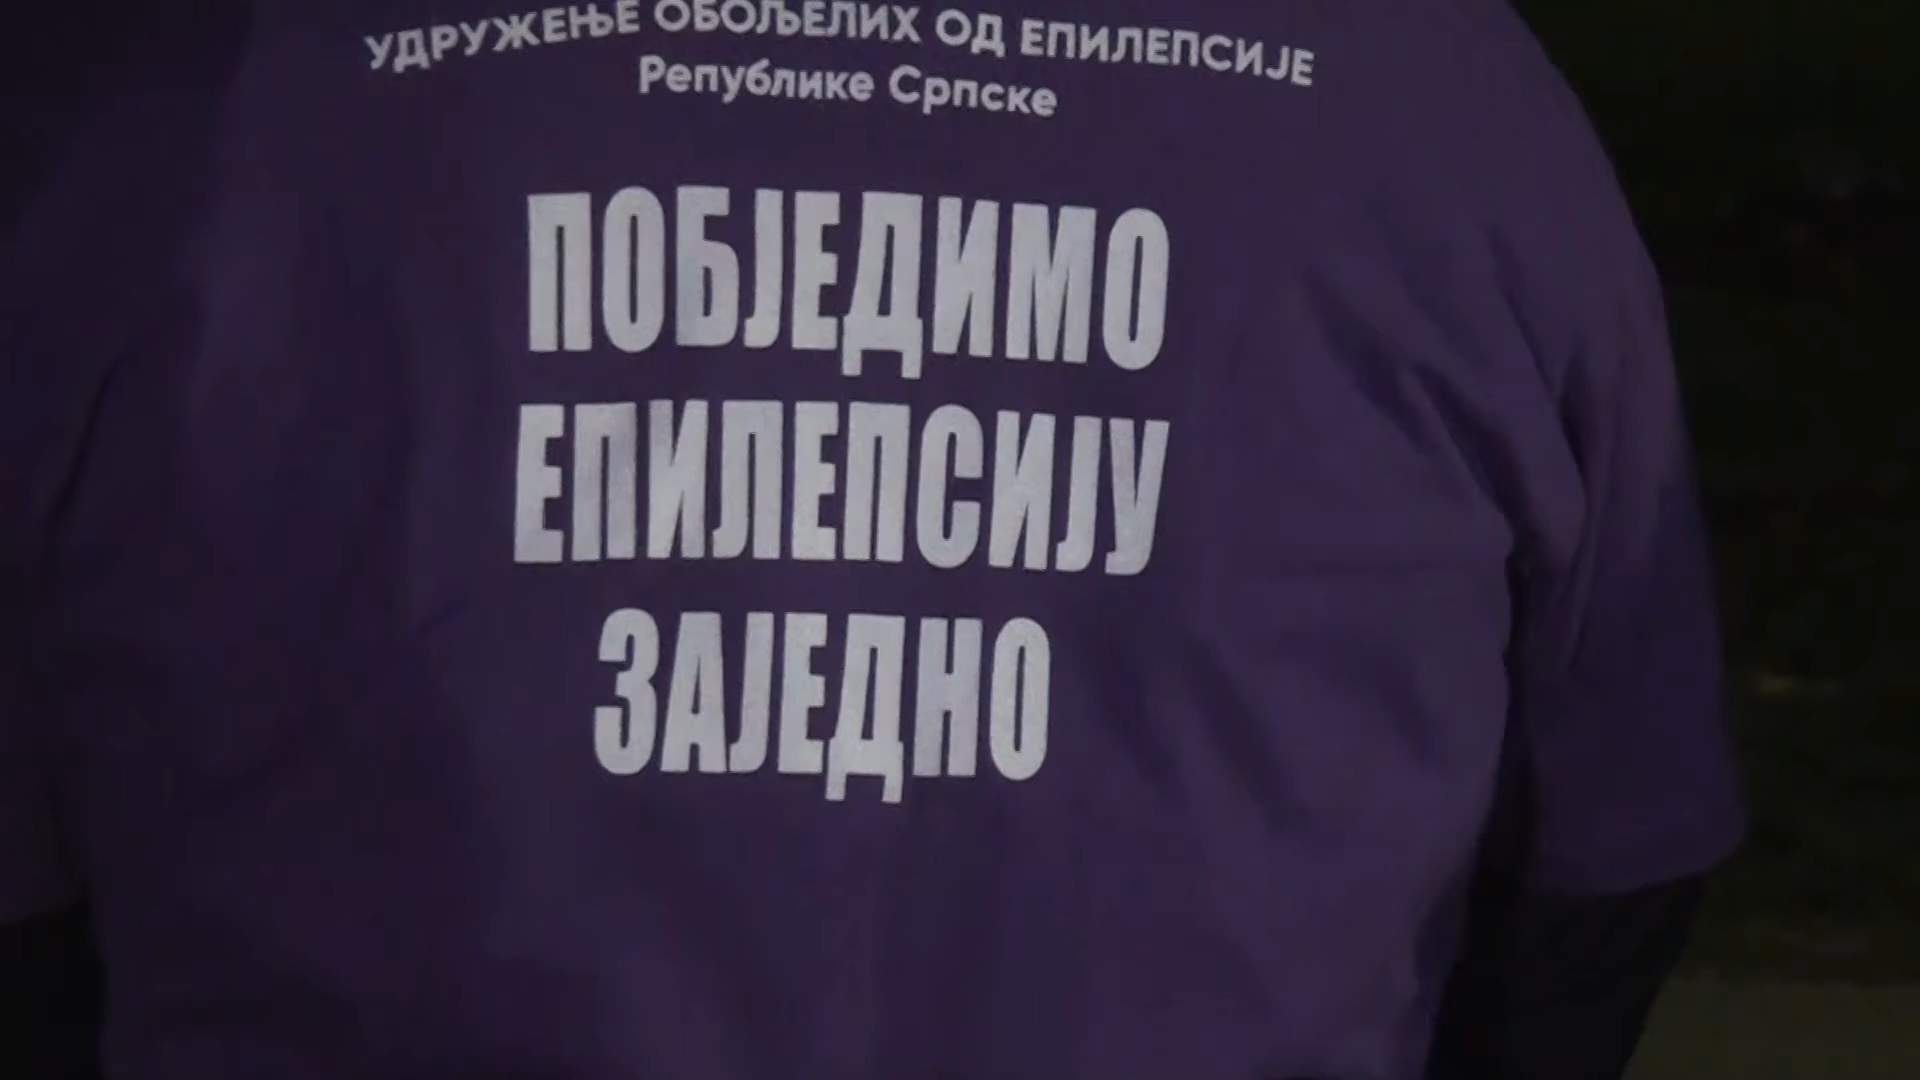 УДРУЖЕЊЕ ОБОЉЕЛИХ ОД ЕПИЛЕПСИЈЕ
Републике Српске
ПОБЈЕДИМО
ЕПИЛЕПСИЈУ
ЗАЈЕДНО